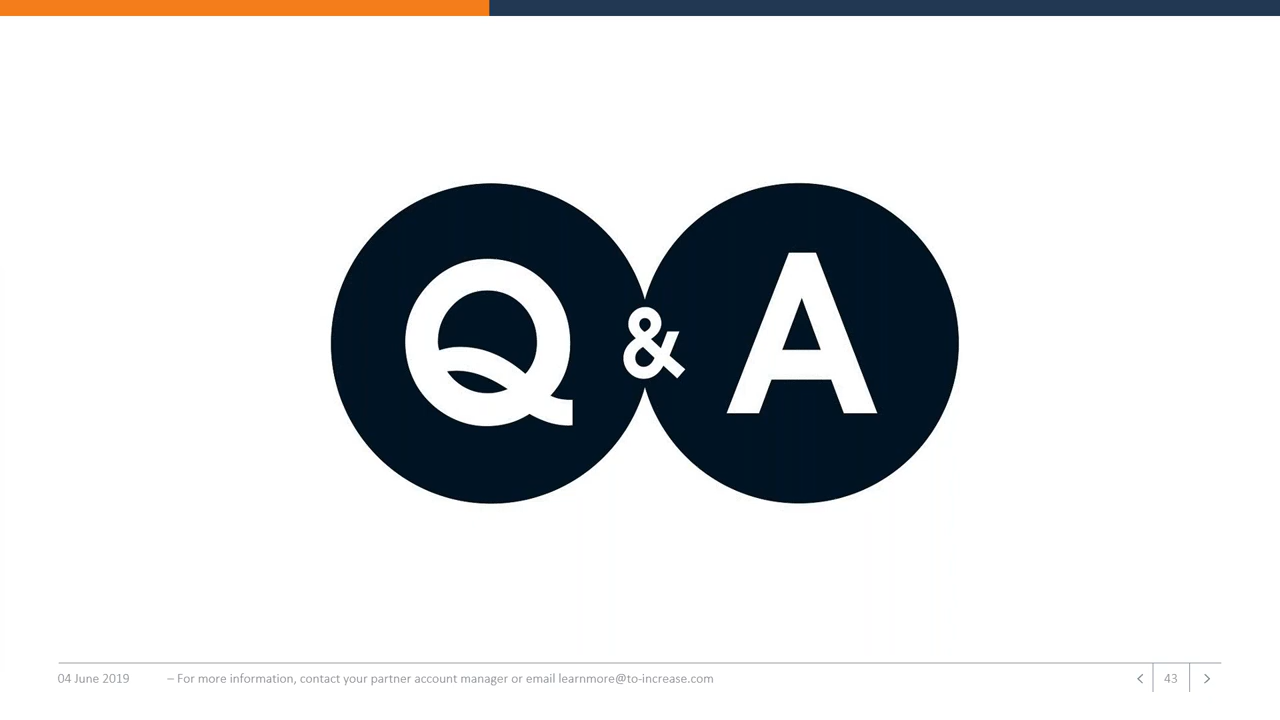 Q & A
04 June 2019 – For more information, contact your partner account manager or email learnmore@to-increase.com < 43 >